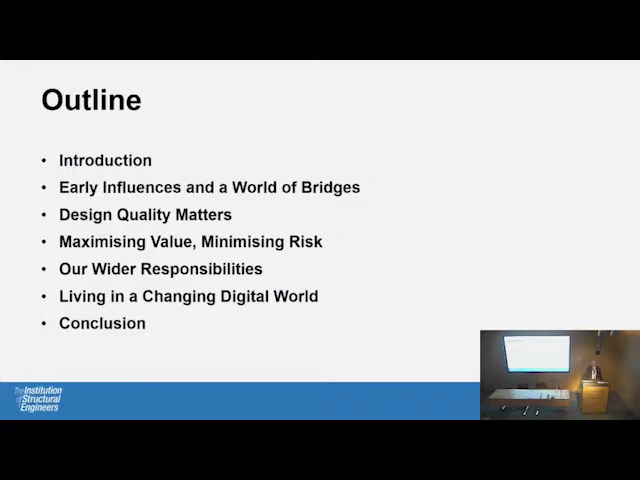 Outline
• Introduction
• Early Influences and a World of Bridges
• Design Quality Matters
• Maximising Value, Minimising Risk
• Our Wider Responsibilities
• Living in a Changing Digital World
• Conclusion
The Institution
of Structural
Engineers